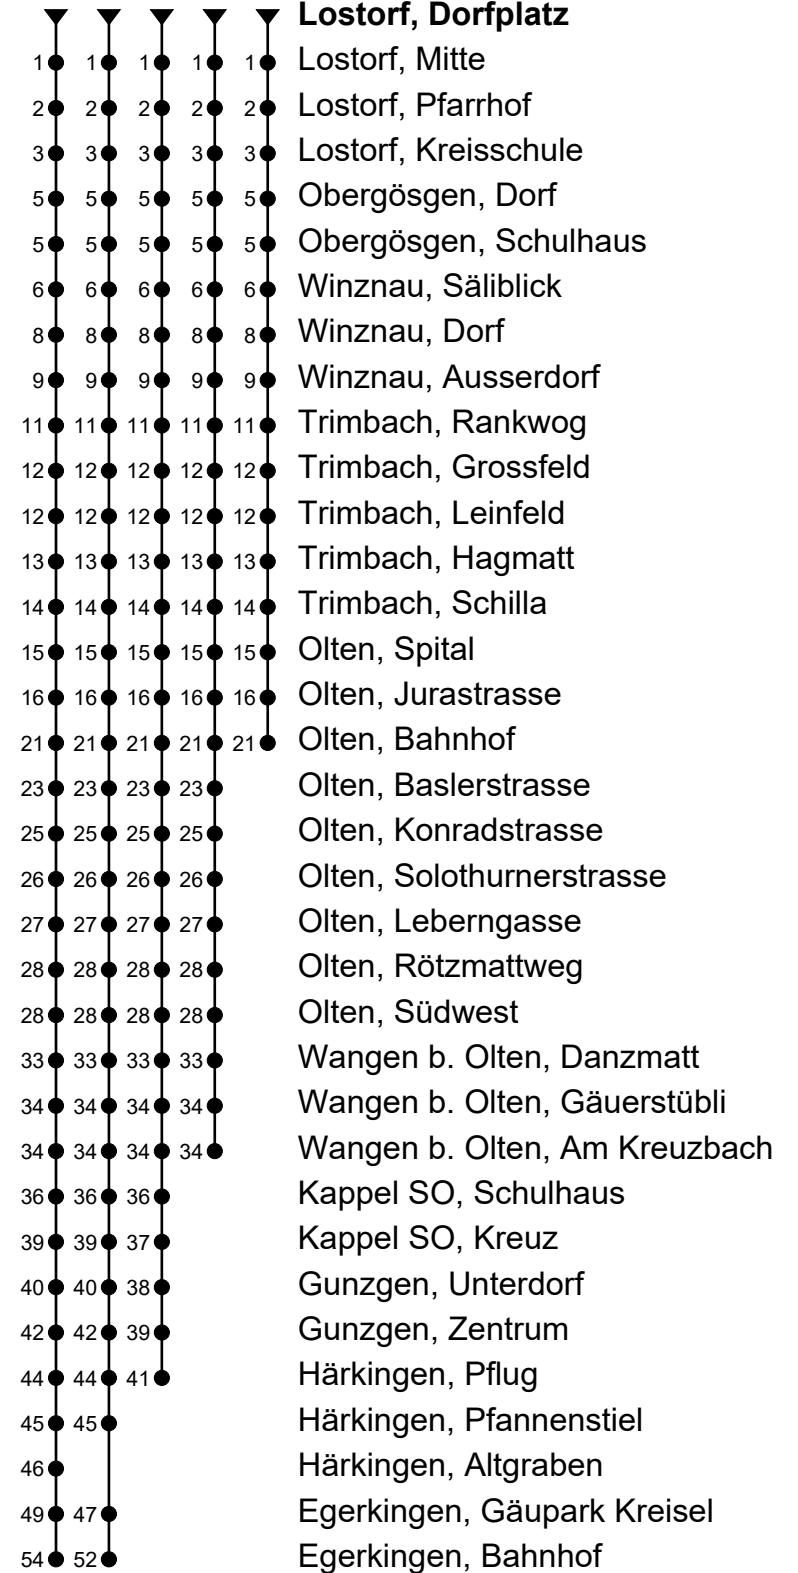 Lostorf, Dorfplatz
1 1 1 1 1 Lostorf, Mitte
2 2 2 2 2 Lostorf, Pfarrhof
3 3 3 3 3 Lostorf, Kreisschule
5 5 5 5 5 Obergösgen, Dorf
5 5 5 5 5 Obergösgen, Schulhaus
6 6 6 6 6 Winznau, Säliblick
8 8 8 8 8 Winznau, Dorf
9 9 9 9 9 Winznau, Ausserdorf
11 11 11 11 11 Trimbach, Rankwog
12 12 12 12 12 Trimbach, Grossfeld
12 12 12 12 12 Trimbach, Leinfeld
13 13 13 13 13 Trimbach, Hagmatt
14 14 14 14 14 Trimbach, Schilla
15 15 15 15 15 Olten, Spital
16 16 16 16 16 Olten, Jurastrasse
21 21 21 21 21 Olten, Bahnhof
23 23 23 23 Olten, Baslerstrasse
25 25 25 25 Olten, Konradstrasse
26 26 26 26 Olten, Solothurnerstrasse
27 27 27 27 Olten, Leberngasse
28 28 28 28 Olten, Rötzmattweg
28 28 28 28 Olten, Südwest
33 33 33 33 Wangen b. Olten, Danzmatt
34 34 34 34 Wangen b. Olten, Gäuerstübli
34 34 34 34 Wangen b. Olten, Am Kreuzbach
36 36 36 Kappel SO, Schulhaus
39 39 37 Kappel SO, Kreuz
40 40 38 Gunzgen, Unterdorf
42 42 39 Gunzgen, Zentrum
44 44 41 Härkingen, Pflug
45 45 Härkingen, Pfannenstiel
46 Härkingen, Altgraben
49 47 Egerkingen, Gäupark Kreisel
54 52 Egerkingen, Bahnhof